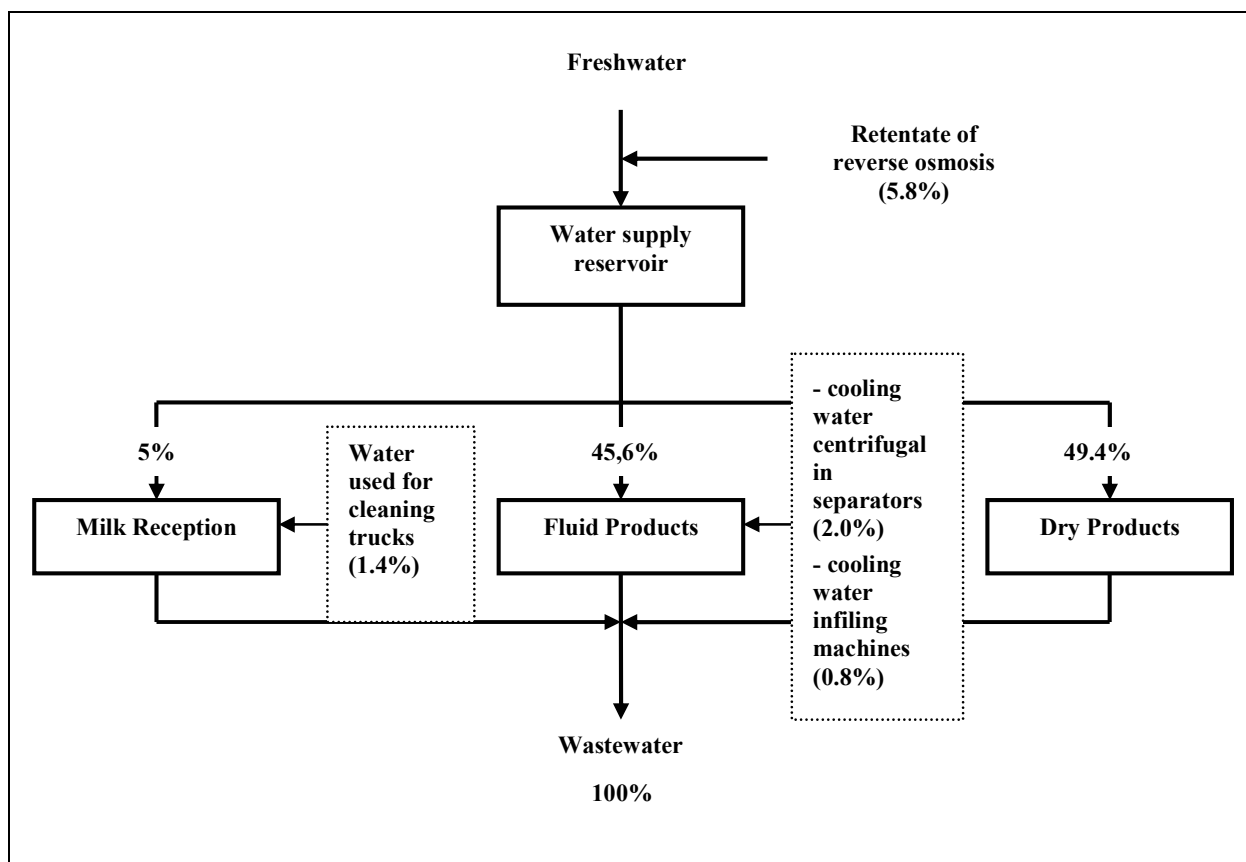 Freshwater
Retentate of
reverse osmosis
(5.8%)
Water supply
reservoir
5%
Water
used for
cleaning
trucks
(1.4%)
45,6%
- cooling
water
centrifugal
in
separators
(2.0%)
- cooling
water
infiling
machines
(0.8%)
49.4%
Milk Reception
Fluid Products
Dry Products
Wastewater
100%